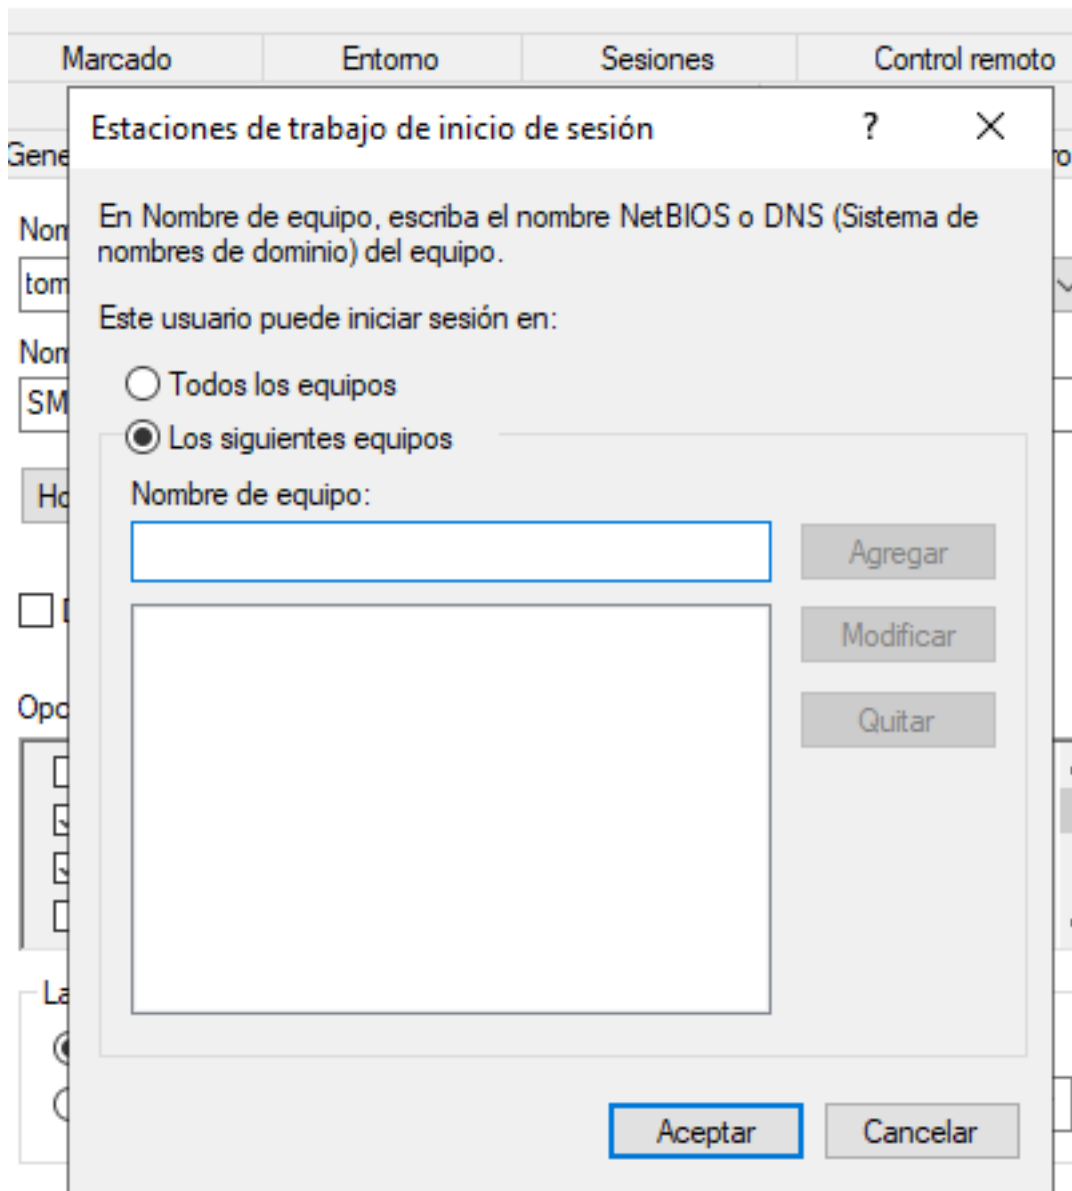 Marcado Entorno Sesiones Control remoto
Estaciones de trabajo de inicio de sesión ?
En Nombre de equipo, escriba el nombre NetBIOS o DNS (Sistema de
nombres de dominio) del equipo.
Este usuario puede iniciar sesión en:
Todos los equipos
Los siguientes equipos
Nombre de equipo:
Agregar
Modificar
Quitar
Aceptar Cancelar